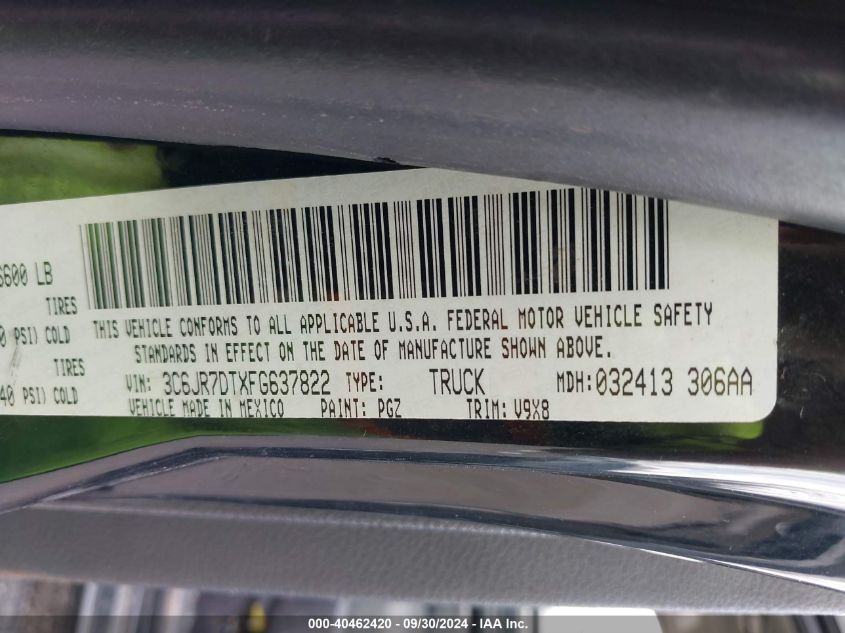 600 LB
TIRES
0 PSI) COLD
TIRES
40 PSI) COLD
THIS VEHICLE CONFORMS TO ALL APPLICABLE U.S.A. FEDERAL MOTOR VEHICLE SAFETY
STANDARDS IN EFFECT ON THE DATE OF MANUFACTURE SHOWN ABOVE.
VIN: 3C6JR7DTXFG637822 TYPE: TRUCK MDH: 032413 306AA
VEHICLE MADE IN MEXICO PAINT: PGZ TRIM: V9X8
000-40462420 - 09/30/2024 - IAA Inc.